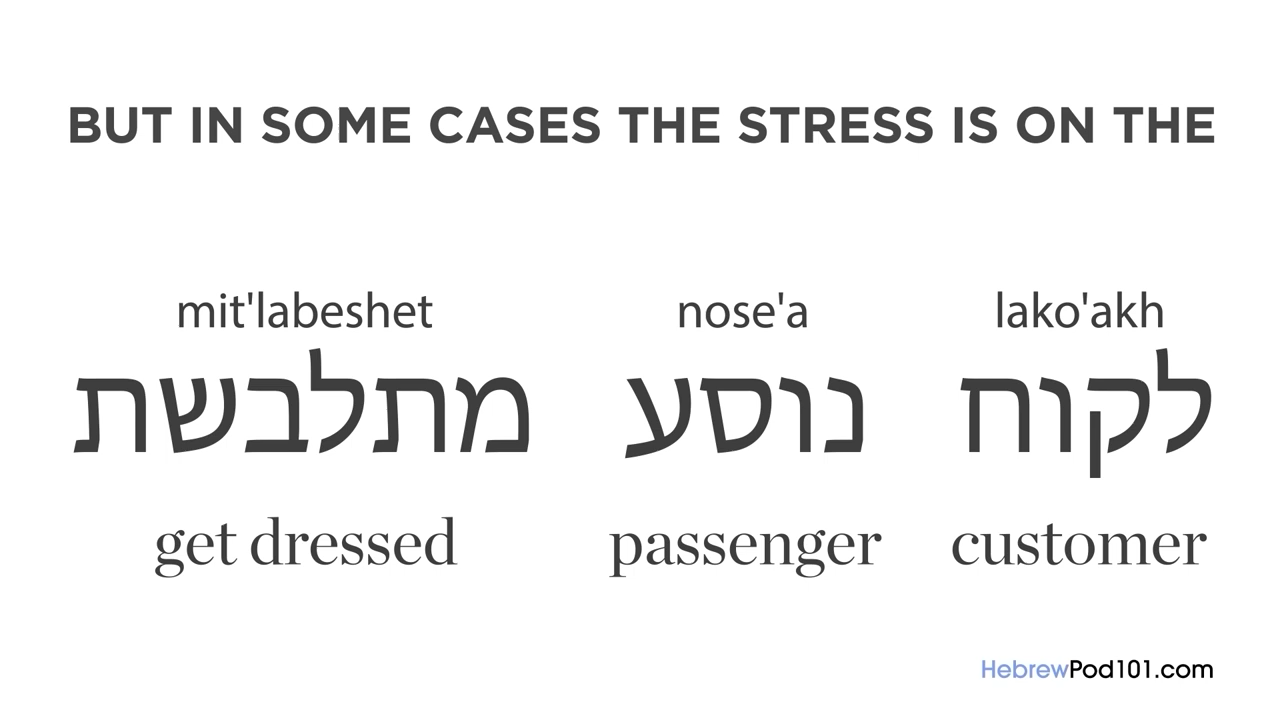 BUT IN SOME CASES THE STRESS IS ON THE
mit'labeshet nose'a lako'akh
מתלבשת נוסע לקוח
get dressed passenger customer
HebrewPod101.com